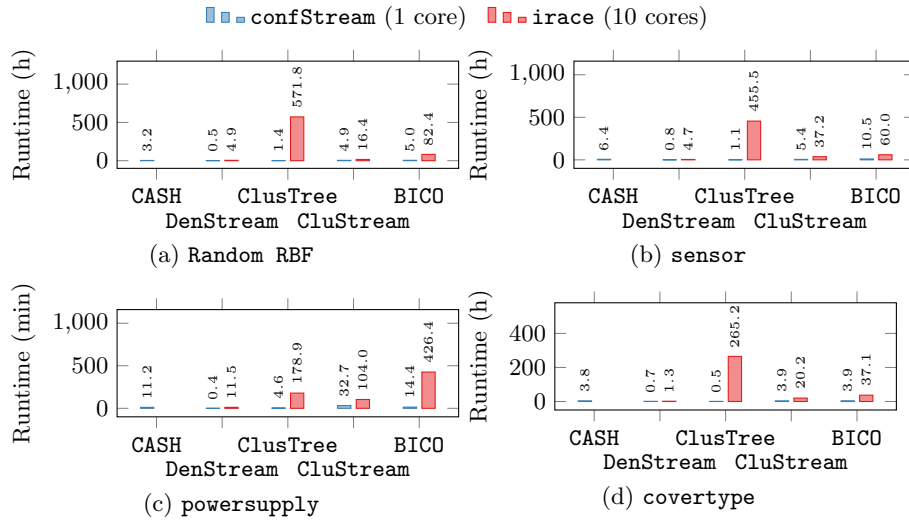 confStream (1 core) irace (10 cores)
Runtime (h)
1,000
500
0
3.2
0.5
4.9
1.4
571.8
4.9
16.4
5.0
82.4
CASH ClusTree BICO
DenStream CluStream
(a) Random RBF
Runtime (h)
1,000
500
0
6.4
0.8
4.7
1.1
455.5
5.4
37.2
10.5
60.0
CASH ClusTree BICO
DenStream CluStream
(b) sensor
Runtime (min)
1,000
500
0
11.2
0.4
11.5
4.6
178.9
32.7
104.0
14.4
426.4
CASH ClusTree BICO
DenStream CluStream
(c) powersupply
Runtime (h)
400
200
0
3.8
0.7
1.3
0.5
265.2
3.9
20.2
3.9
37.1
CASH ClusTree BICO
DenStream CluStream
(d) covertype